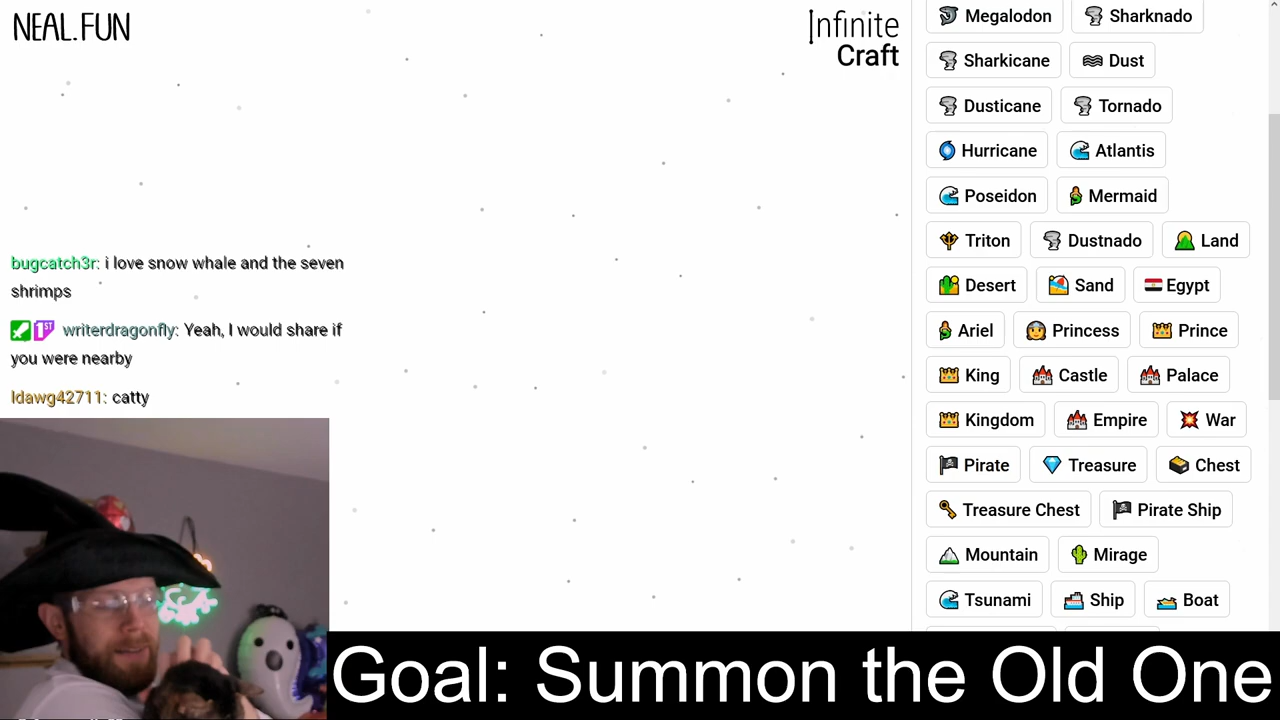 NEAL.FUN
Infinite
Craft
Megalodon Sharknado
Sharkicane Dust
Dusticane Tornado
Hurricane Atlantis
Poseidon Mermaid
Triton Dustnado Land
Desert Sand Egypt
Ariel Princess Prince
King Castle Palace
Kingdom Empire War
Pirate Treasure Chest
Treasure Chest Pirate Ship
Mountain Mirage
Tsunami Ship Boat
bugcatch3r: i love snow whale and the seven
shrimps
1ST writerdragonfly: Yeah, I would share if
you were nearby
ldawg42711: catty
Goal: Summon the Old One